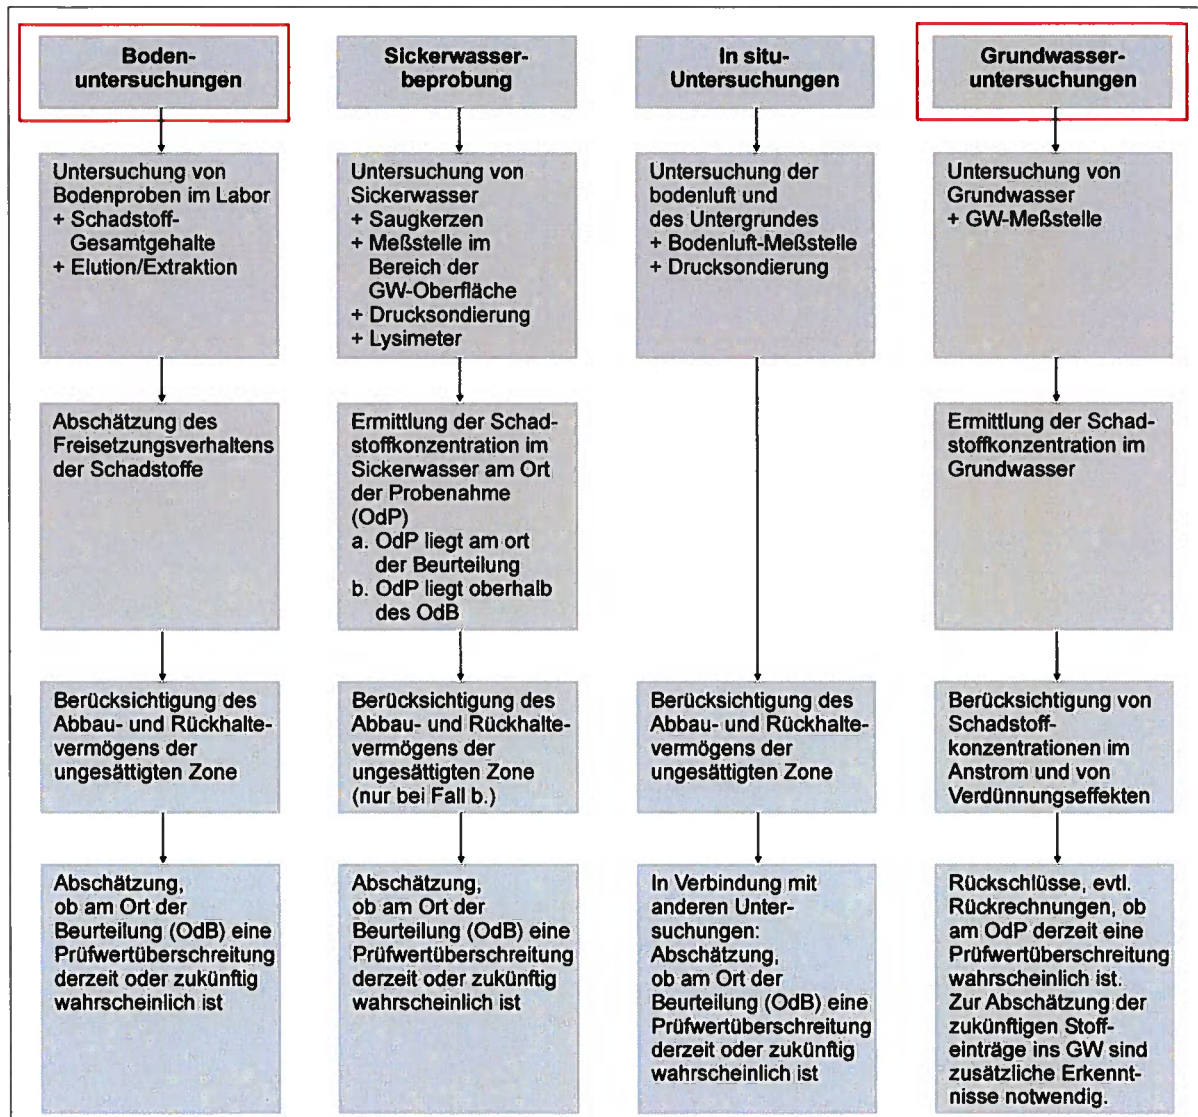 Boden-
untersuchungen
Untersuchung von
Bodenproben im Labor
+ Schadstoff-
Gesamtgehalte
+ Elution/Extraktion
Abschätzung des
Freisetzungsverhaltens
der Schadstoffe
Berücksichtigung des
Abbau- und Rückhalte-
vermögens der
ungesättigten Zone
Abschätzung,
ob am Ort der
Beurteilung (OdB) eine
Prüfwertüberschreitung
derzeit oder zukünftig
wahrscheinlich ist
Sickerwasser-
beprobung
Untersuchung von
Sickerwasser
+ Saugkerzen
+ Meßstelle im
Bereich der
GW-Oberfläche
+ Drucksondierung
+ Lysimeter
Ermittlung der Schad-
stoffkonzentration im
Sickerwasser am Ort
der Probenahme
(OdP)
a. OdP liegt am ort
der Beurteilung
b. OdP liegt oberhalb
des OdB
Berücksichtigung des
Abbau- und Rückhalte-
vermögens der
ungesättigten Zone
(nur bei Fall b.)
Abschätzung,
ob am Ort der
Beurteilung (OdB) eine
Prüfwertüberschreitung
derzeit oder zukünftig
wahrscheinlich ist
In situ-
Untersuchungen
Untersuchung der
bodenluft und
des Untergrundes
+ Bodenluft-Meßstelle
+ Drucksondierung
Berücksichtigung des
Abbau- und Rückhalte-
vermögens der
ungesättigten Zone
In Verbindung mit
anderen Unter-
suchungen:
Abschätzung,
ob am Ort der
Beurteilung (OdB) eine
Prüfwertüberschreitung
derzeit oder zukünftig
wahrscheinlich ist
Grundwasser-
untersuchungen
Untersuchung von
Grundwasser
+ GW-Meßstelle
Ermittlung der Schad-
stoffkonzentration im
Grundwasser
Berücksichtigung von
Schadstoff-
konzentrationen im
Anstrom und von
Verdünnungseffekten
Rückschlüsse, evtl.
Rückrechnungen, ob
am OdP derzeit eine
Prüfwertüberschreitung
wahrscheinlich ist.
Zur Abschätzung der
zukünftigen Stoff-
einträge ins GW sind
zusätzliche Erkennt-
nisse notwendig.